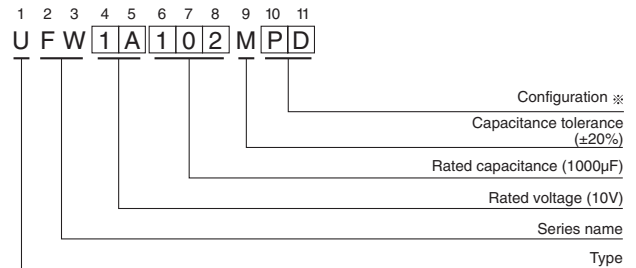 1 2 3 4 5 6 7 8 9 10 11
U F W 1 A 1 0 2 M P D
Configuration ※
Capacitance tolerance
(±20%)
Rated capacitance (1000µF)
Rated voltage (10V)
Series name
Type